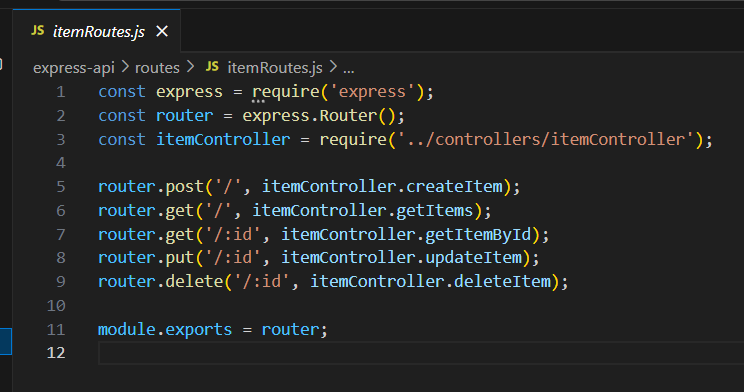 JS itemRoutes.js ×
express-api > routes > JS itemRoutes.js > ...
1 const express = require('express');
2 const router = express.Router();
3 const itemController = require('../controllers/itemController');
4
5 router.post('/', itemController.createItem);
6 router.get('/', itemController.getItems);
7 router.get('/:id', itemController.getItemById);
8 router.put('/:id', itemController.updateItem);
9 router.delete('/:id', itemController.deleteItem);
10
11 module.exports = router;
12